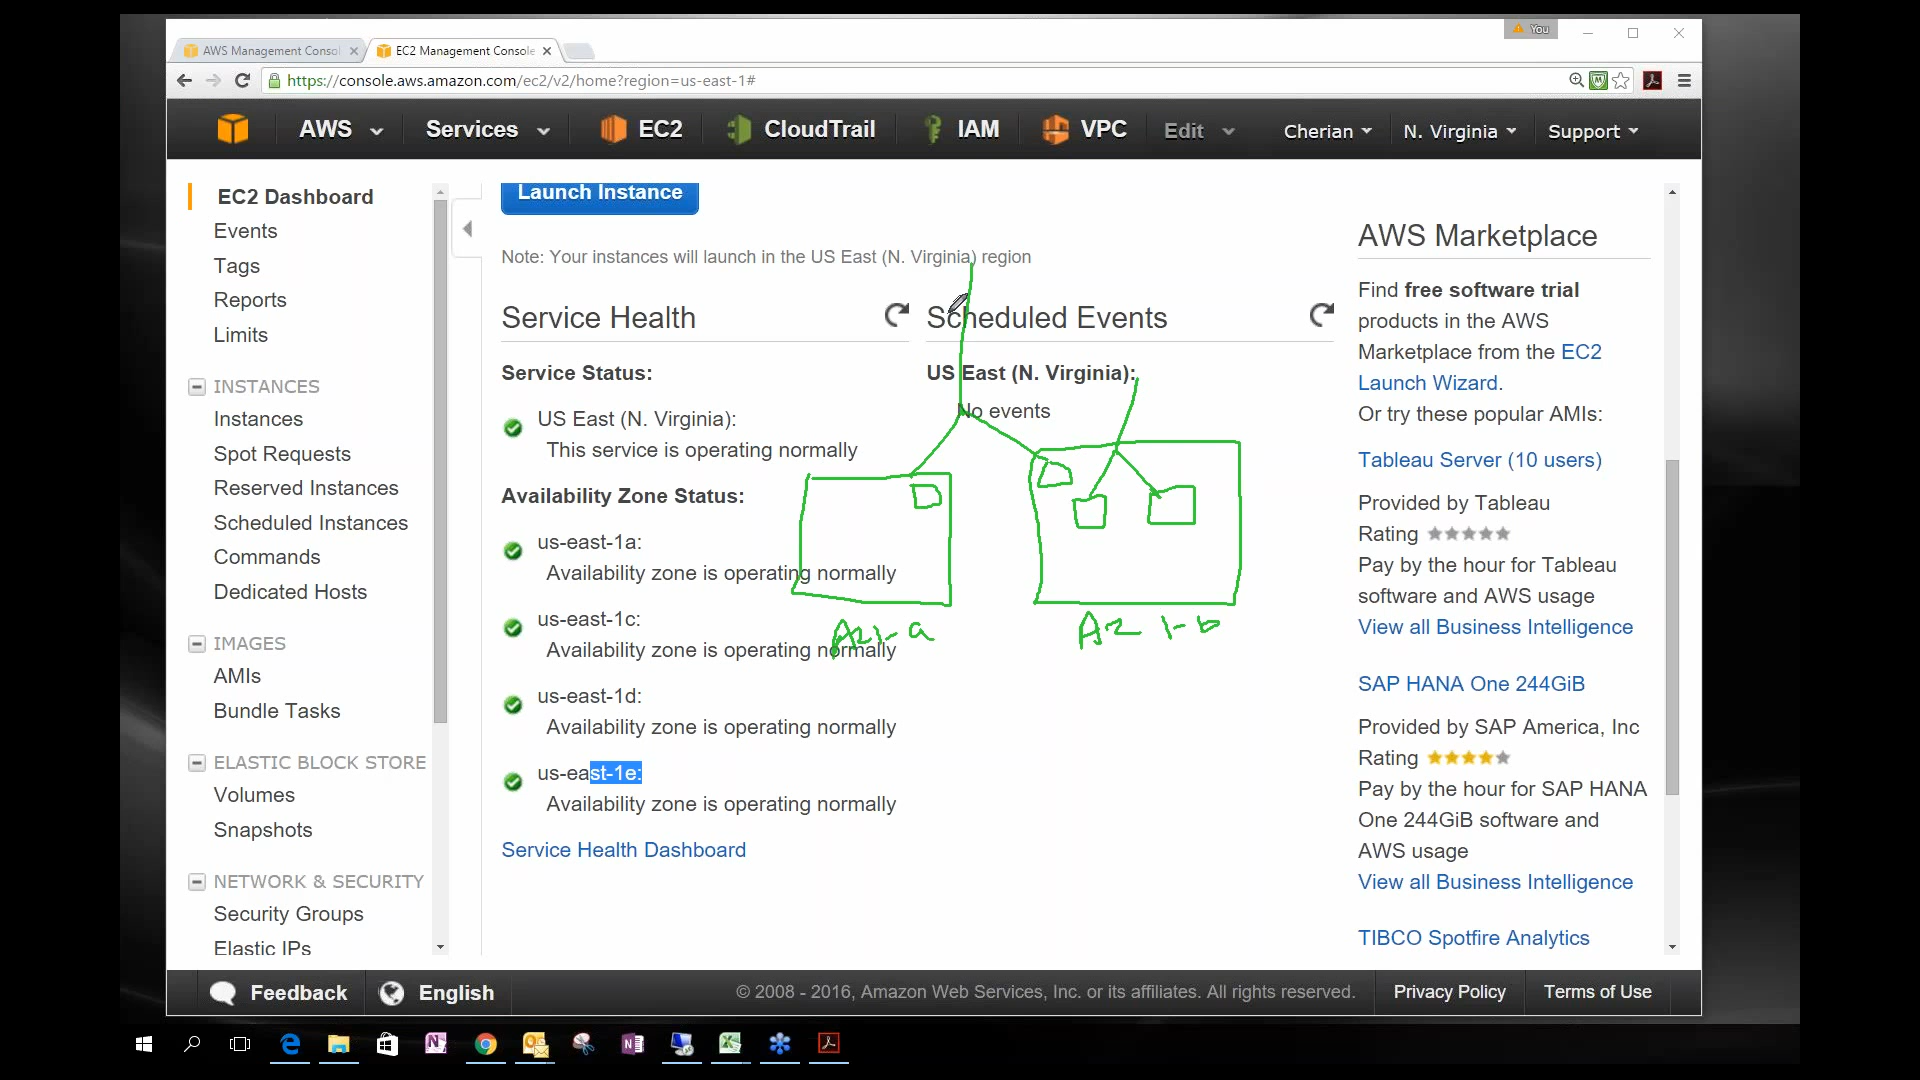 You
AWS Management Consol
EC2 Management Console
https://console.aws.amazon.com/ec2/v2/home?region=us-east-1#
AWS Services EC2 CloudTrail IAM VPC Edit Cherian N. Virginia Support
EC2 Dashboard
Events
Tags
Reports
Limits
INSTANCES
Instances
Spot Requests
Reserved Instances
Scheduled Instances
Commands
Dedicated Hosts
IMAGES
AMIs
Bundle Tasks
ELASTIC BLOCK STORE
Volumes
Snapshots
NETWORK & SECURITY
Security Groups
Elastic IPs
Launch Instance
Note: Your instances will launch in the US East (N. Virginia) region
Service Health
Service Status:
US East (N. Virginia):
This service is operating normally
Availability Zone Status:
us-east-1a:
Availability zone is operating normally
us-east-1c:
Availability zone is operating normally
us-east-1d:
Availability zone is operating normally
us-east-1e:
Availability zone is operating normally
Service Health Dashboard
Scheduled Events
US East (N. Virginia):
No events
AZ1-a
AZ 1-b
AWS Marketplace
Find free software trial
products in the AWS
Marketplace from the EC2
Launch Wizard.
Or try these popular AMIs:
Tableau Server (10 users)
Provided by Tableau
Rating
Pay by the hour for Tableau
software and AWS usage
View all Business Intelligence
SAP HANA One 244GiB
Provided by SAP America, Inc
Rating
Pay by the hour for SAP HANA
One 244GiB software and
AWS usage
View all Business Intelligence
TIBCO Spotfire Analytics
Feedback English © 2008 - 2016, Amazon Web Services, Inc. or its affiliates. All rights reserved. Privacy Policy Terms of Use